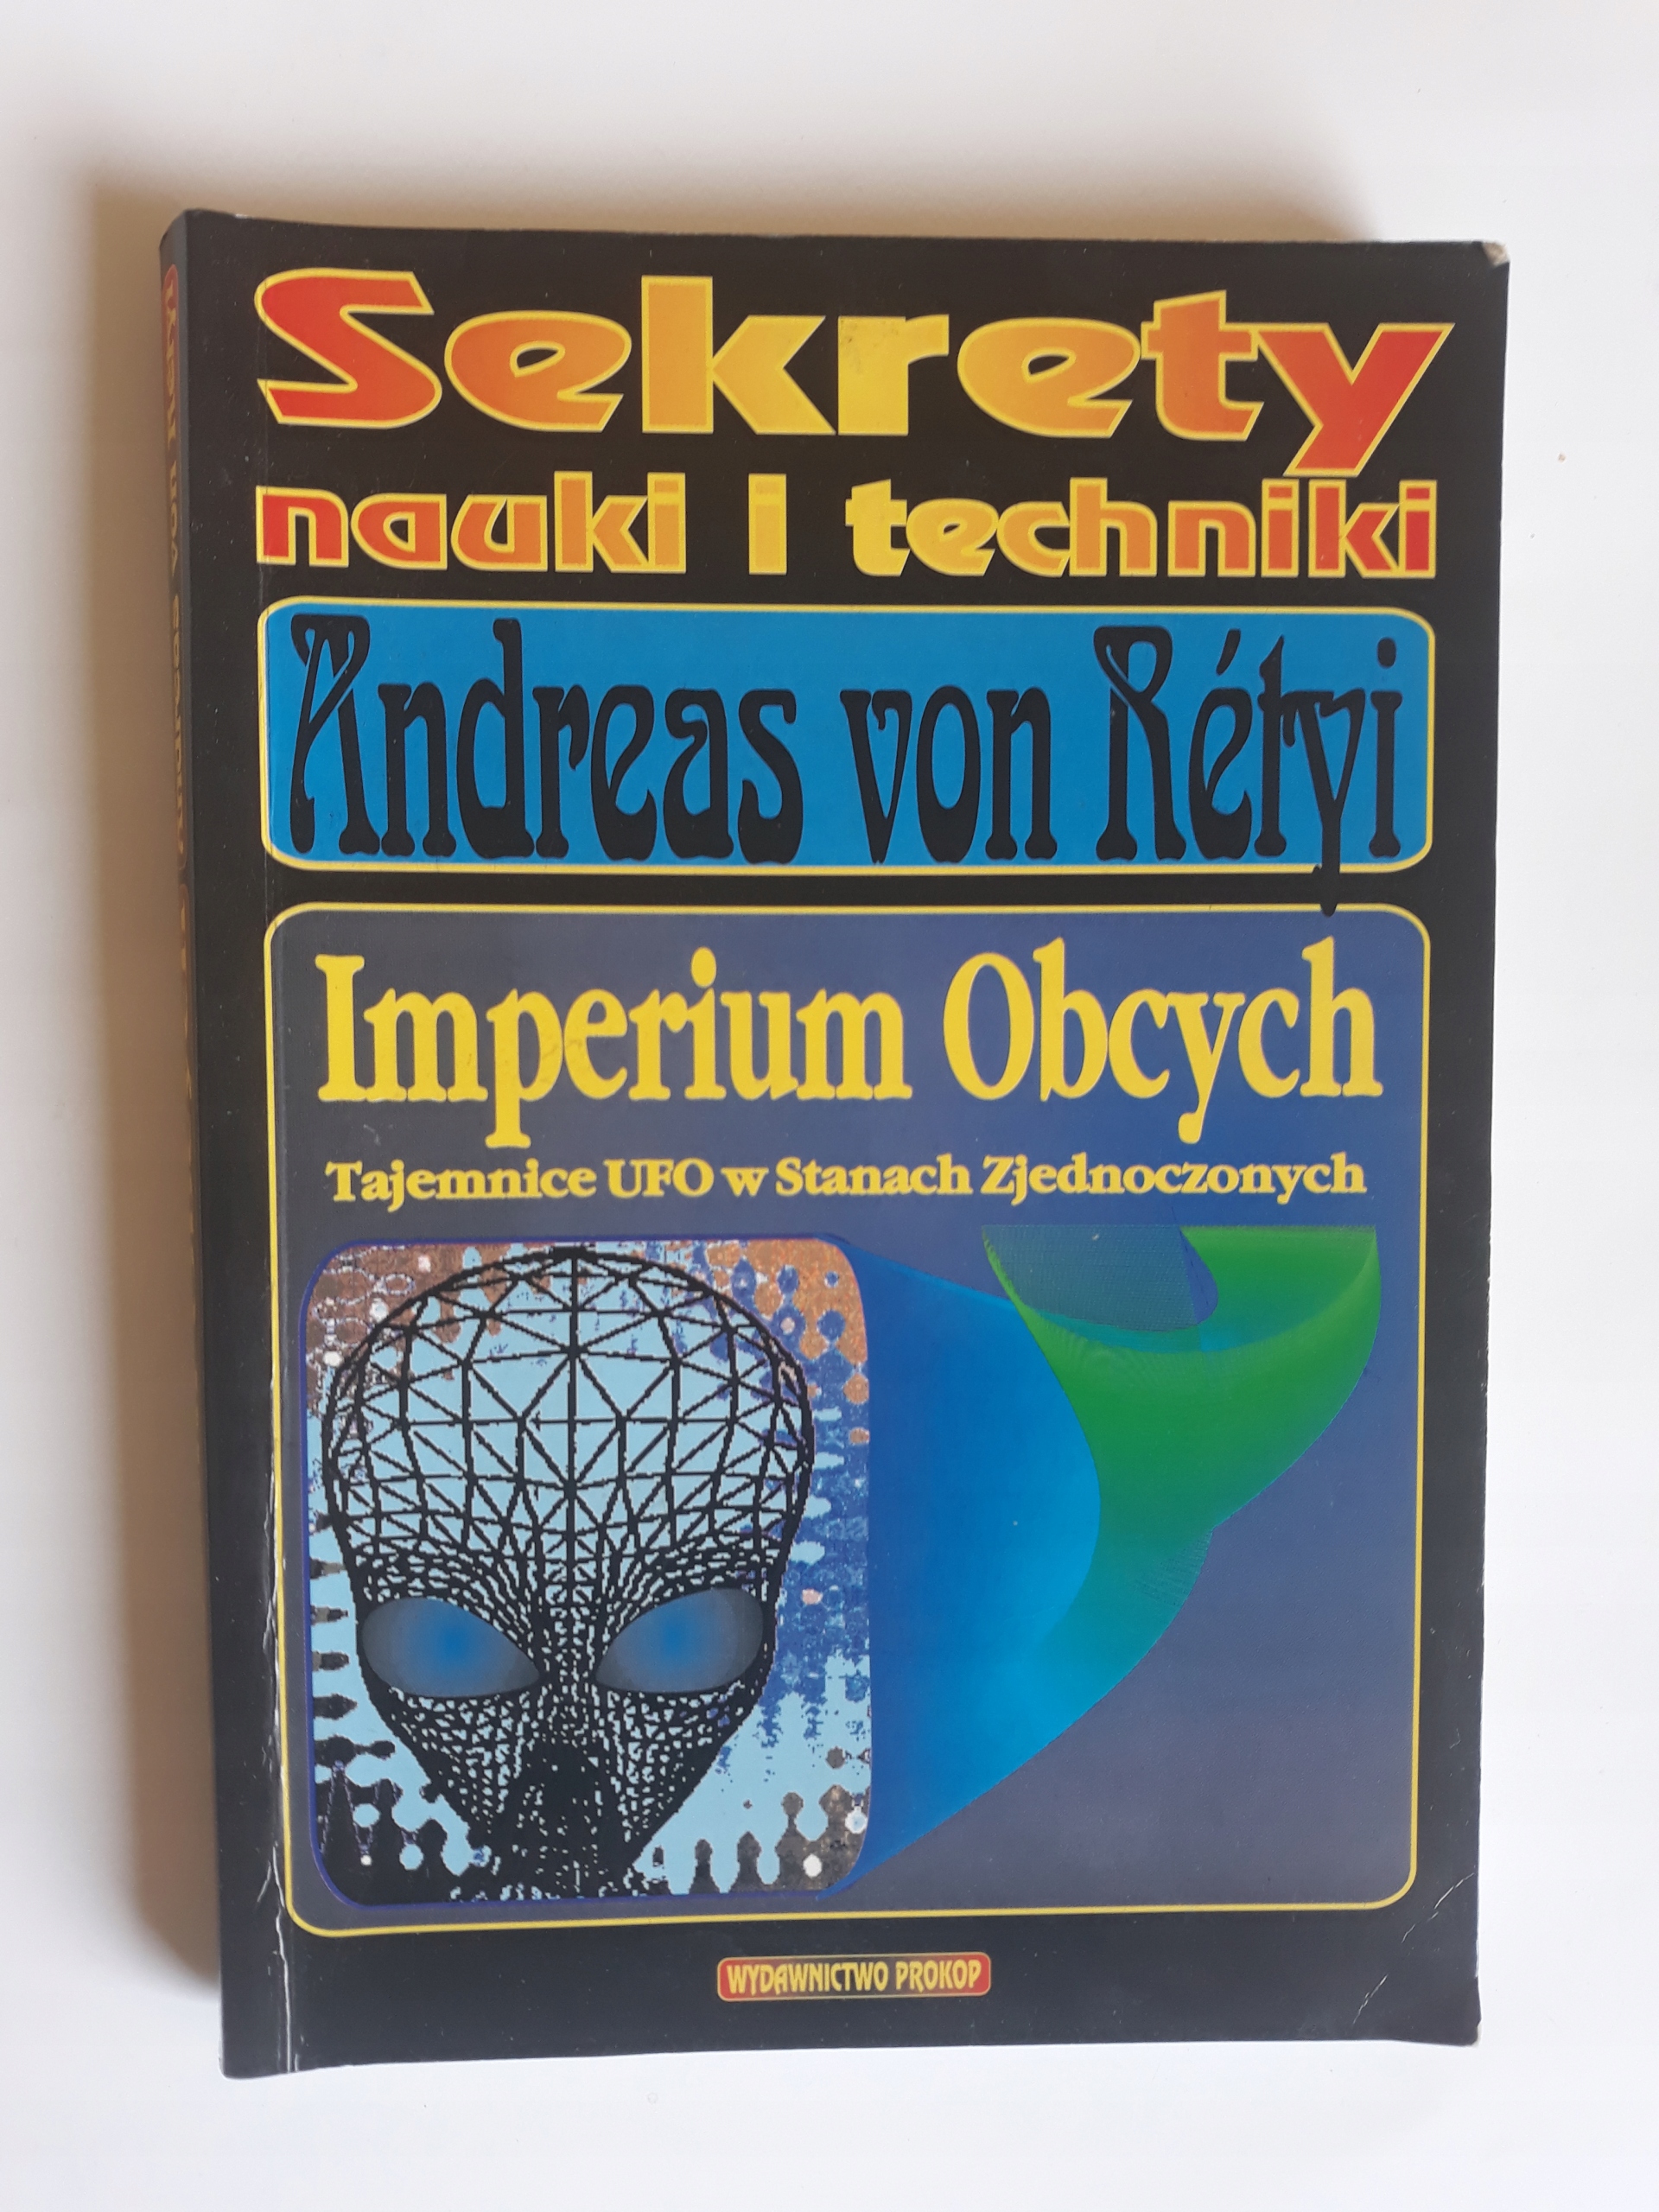 Sekrety
nauki i techniki
Andreas von Rétyi
Imperium Obcych
Tajemnice UFO w Stanach Zjednoczonych
WYDAWNICTWO PROKOP